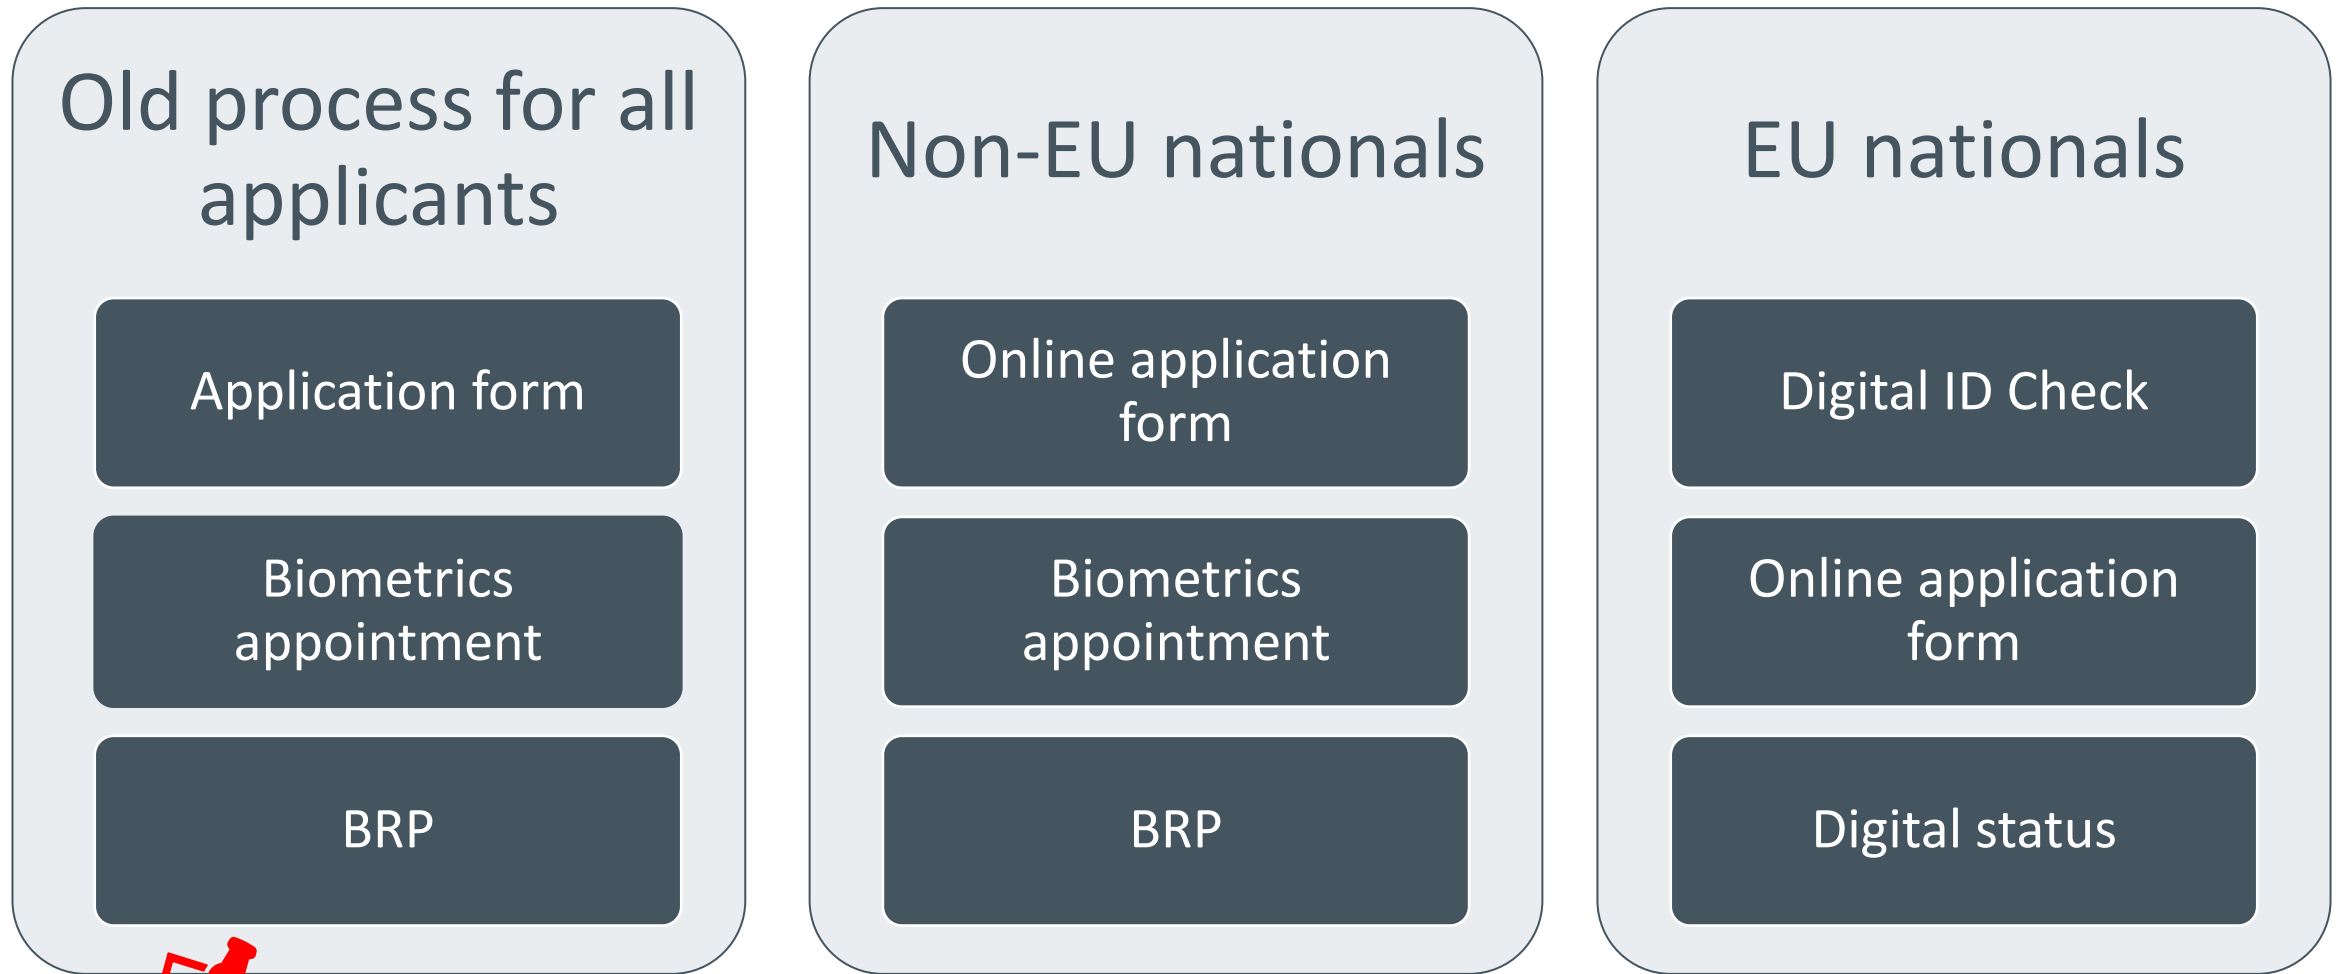 Old process for all
applicants
Application form
Biometrics
appointment
BRP
Non-EU nationals
Online application
form
Biometrics
appointment
BRP
EU nationals
Digital ID Check
Online application
form
Digital status